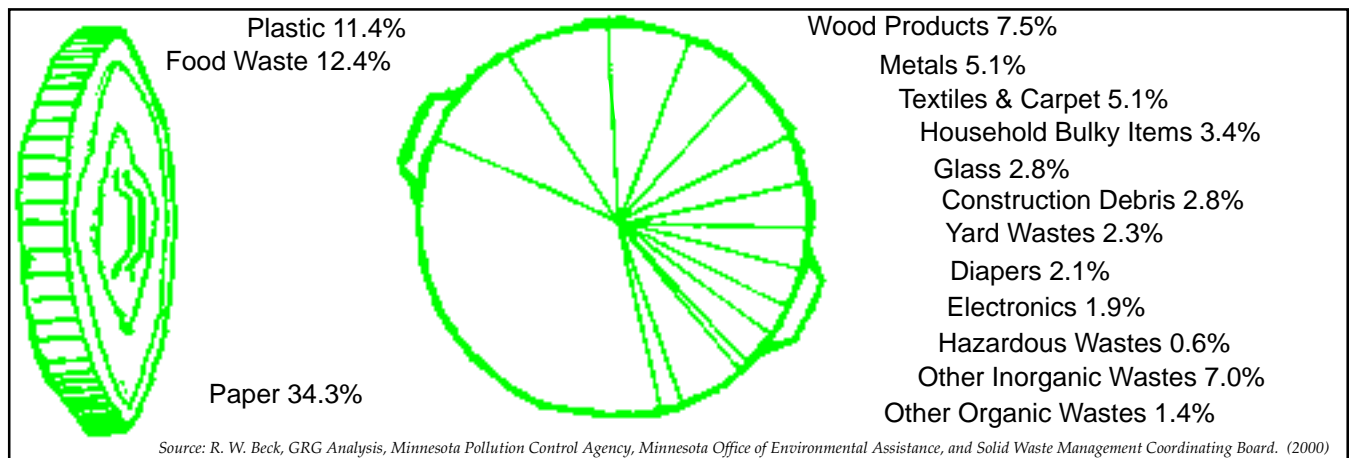 Plastic 11.4%
Food Waste 12.4%
Paper 34.3%
Wood Products 7.5%
Metals 5.1%
Textiles & Carpet 5.1%
Household Bulky Items 3.4%
Glass 2.8%
Construction Debris 2.8%
Yard Wastes 2.3%
Diapers 2.1%
Electronics 1.9%
Hazardous Wastes 0.6%
Other Inorganic Wastes 7.0%
Other Organic Wastes 1.4%
Source: R. W. Beck, GRG Analysis, Minnesota Pollution Control Agency, Minnesota Office of Environmental Assistance, and Solid Waste Management Coordinating Board. (2000)